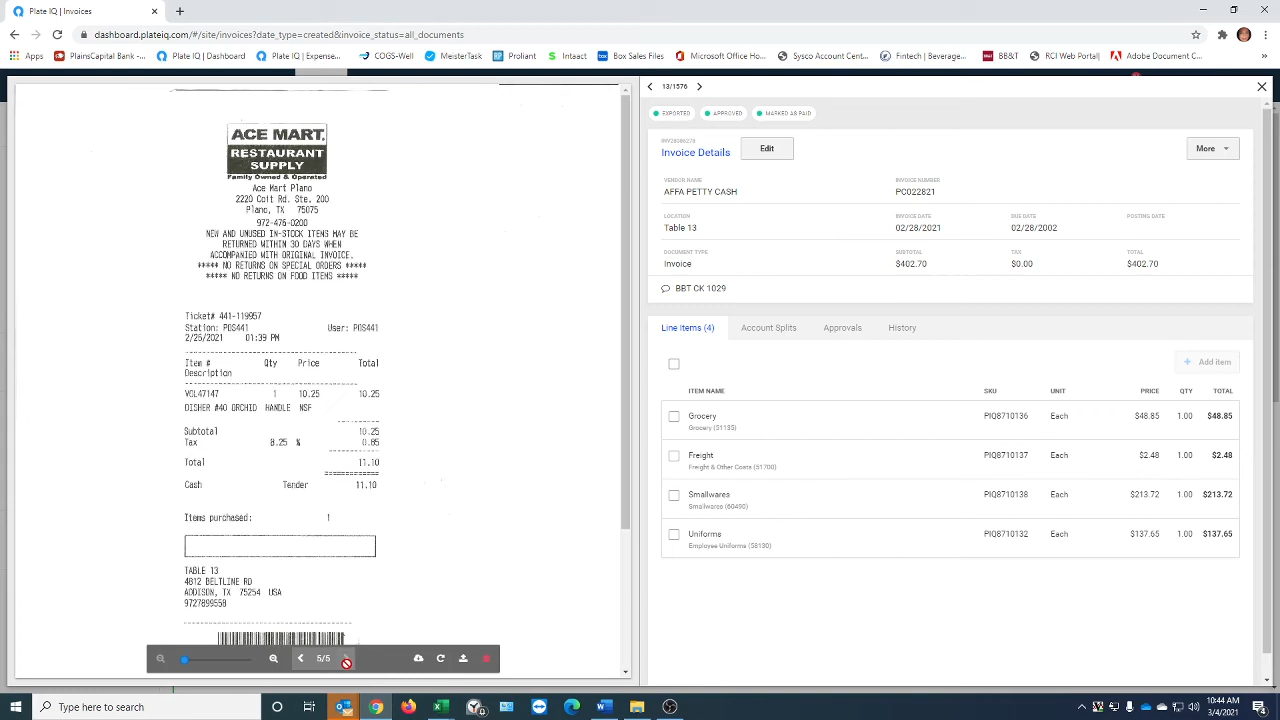 Plate IQ | Invoices
dashboard.plateiq.com/#/site/invoices?date_type=created&invoice_status=all_documents
Apps
PlainsCapital Bank -...
Plate IQ | Dashboard
Plate IQ | Expense...
COGS-Well
MeisterTask
Proliant
Intacct
Box Sales Files
Microsoft Office Ho...
Sysco Account Cent...
Fintech | Beverage...
BB&T
RCI Web Portal
Adobe Document C...
»
ACE MART.
RESTAURANT
SUPPLY
Family Owned & Operated
Ace Mart Plano
2220 Coit Rd. Ste. 200
Plano, TX 75075
972-476-0200
NEW AND UNUSED IN-STOCK ITEMS MAY BE
RETURNED WITHIN 30 DAYS WHEN
ACCOMPANIED WITH ORIGINAL INVOICE.
***** NO RETURNS ON SPECIAL ORDERS *****
***** NO RETURNS ON FOOD ITEMS *****
Ticket# 441-119957
Station: POS441 User: POS441
2/25/2021 01:39 PM
Item # Qty Price Total
Description
VOL47147 1 10.25 10.25
DISHER #40 ORCHID HANDLE NSF
Subtotal 10.25
Tax 8.25 % 0.85
Total 11.10
Cash Tender 11.10
Items purchased: 1
TABLE 13
4812 BELTLINE RD
ADDISON, TX 75254 USA
9727899558
5/5
13/1576
EXPORTED APPROVED MARKED AS PAID
INV28386270
Invoice Details Edit More
VENDOR NAME INVOICE NUMBER
AFFA PETTY CASH PC022821
LOCATION INVOICE DATE DUE DATE POSTING DATE
Table 13 02/28/2021 02/28/2002
DOCUMENT TYPE SUBTOTAL TAX TOTAL
Invoice $402.70 $0.00 $402.70
BBT CK 1029
Line Items (4) Account Splits Approvals History
+ Add item
ITEM NAME SKU UNIT PRICE QTY TOTAL
Grocery PIQ8710136 Each $48.85 1.00 $48.85
Grocery (51135)
Freight PIQ8710137 Each $2.48 1.00 $2.48
Freight & Other Costs (51700)
Smallwares PIQ8710138 Each $213.72 1.00 $213.72
Smallwares (60490)
Uniforms PIQ8710132 Each $137.65 1.00 $137.65
Employee Uniforms (58130)
Type here to search
10:44 AM
3/4/2021